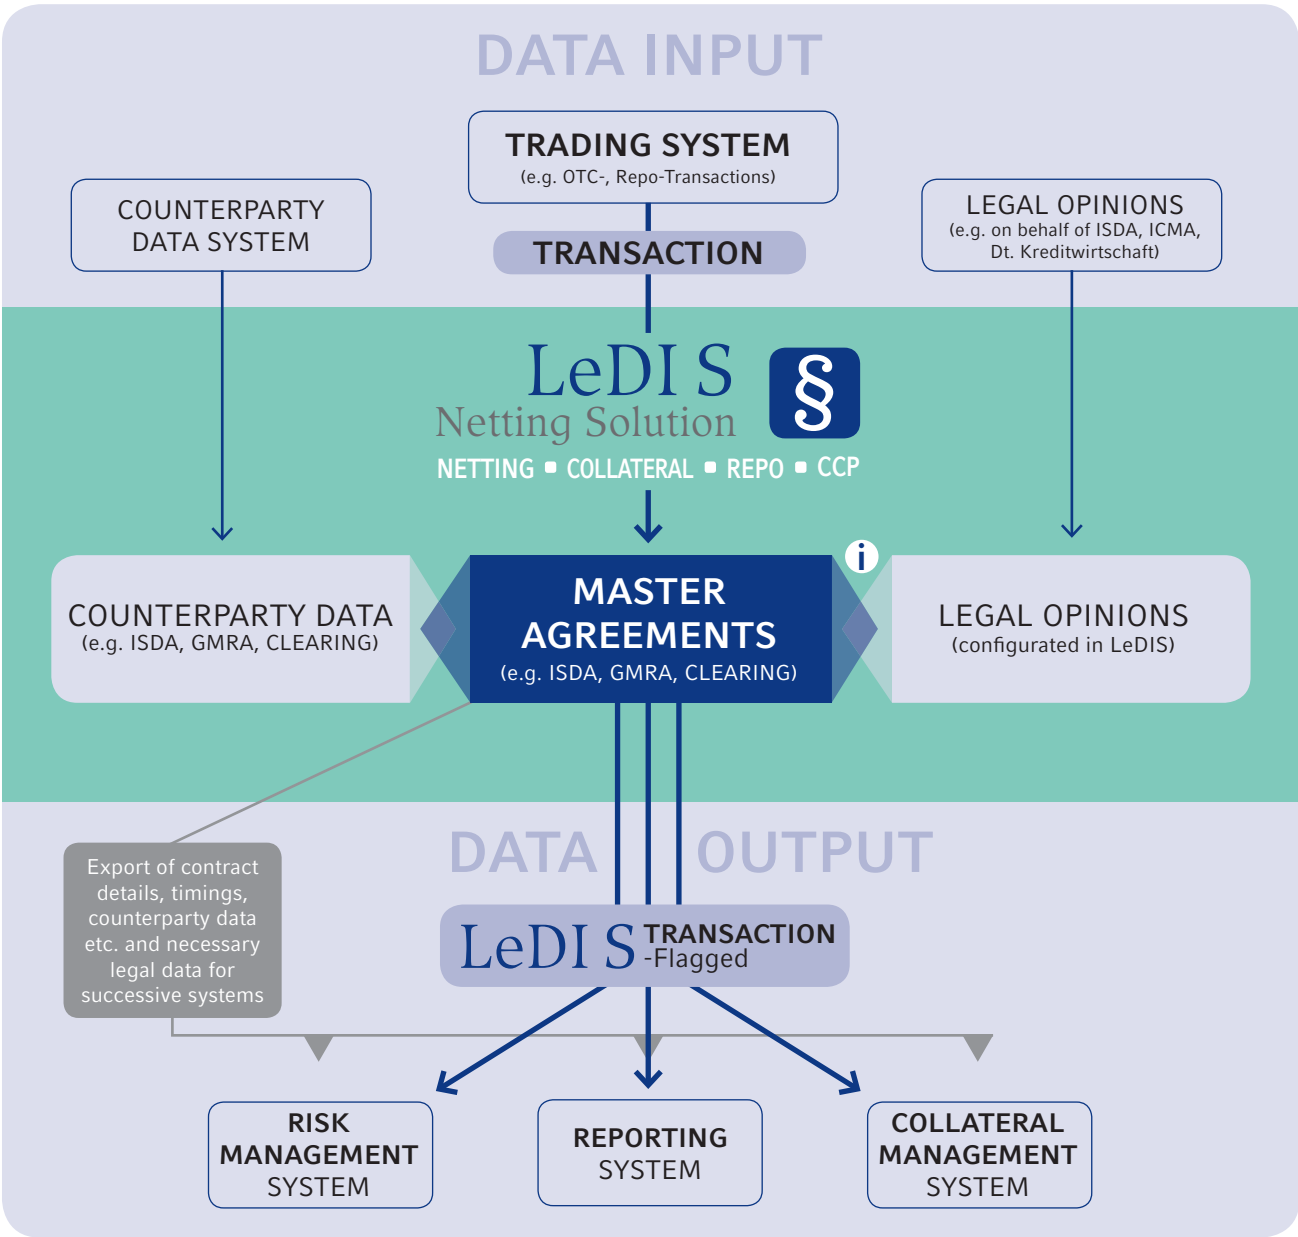 DATA INPUT
TRADING SYSTEM
(e.g. OTC-, Repo-Transactions)
COUNTERPARTY
DATA SYSTEM
LEGAL OPINIONS
(e.g. on behalf of ISDA, ICMA,
Dt. Kreditwirtschaft)
TRANSACTION
LeDIS
§
Netting Solution
NETTING ▪ COLLATERAL ▪ REPO ▪ CCP
i
COUNTERPARTY DATA
(e.g. ISDA, GMRA, CLEARING)
MASTER
AGREEMENTS
(e.g. ISDA, GMRA, CLEARING)
LEGAL OPINIONS
(configurated in LeDIS)
DATA OUTPUT
Export of contract
details, timings,
counterparty data
etc. and necessary
legal data for
successive systems
LeDIS TRANSACTION
-Flagged
RISK
MANAGEMENT
SYSTEM
REPORTING
SYSTEM
COLLATERAL
MANAGEMENT
SYSTEM